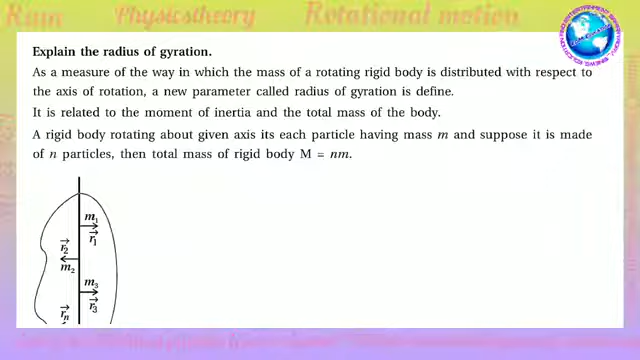 Ram Physicstheory Rotational motion
Explain the radius of gyration.
As a measure of the way in which the mass of a rotating rigid body is distributed with respect to
the axis of rotation, a new parameter called radius of gyration is define.
It is related to the moment of inertia and the total mass of the body.
A rigid body rotating about given axis its each particle having mass m and suppose it is made
of n particles, then total mass of rigid body M = nm.
m₁
r⃗₁
r⃗₂
m₂
m₃
r⃗₃
r⃗ₙ